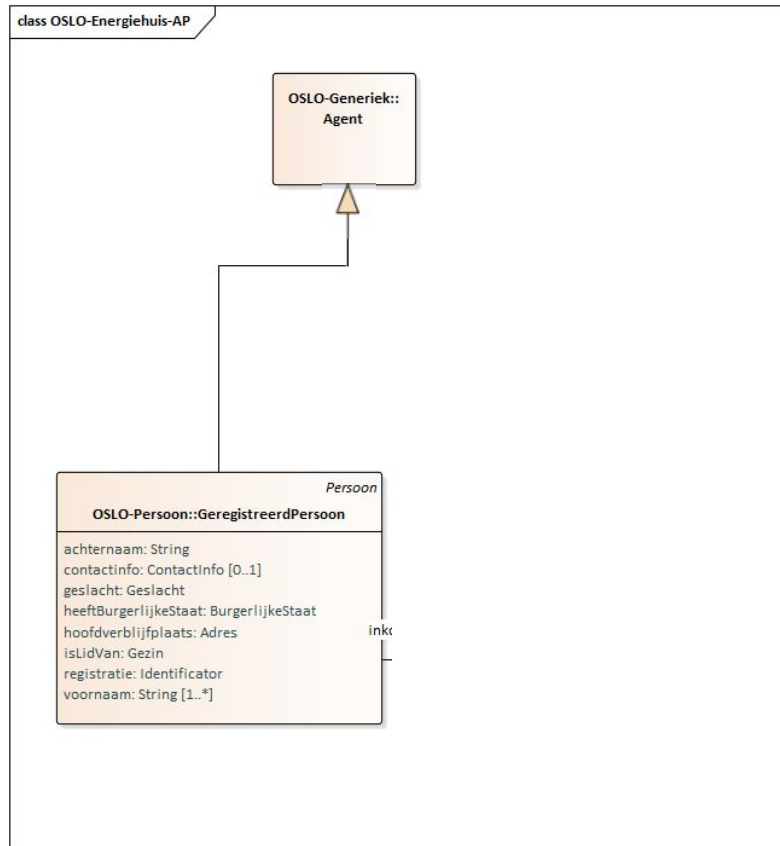 class OSLO-Energiehuis-AP
OSLO-Generiek::
Agent
Persoon
OSLO-Persoon::GeregistreerdPersoon
achternaam: String
contactinfo: ContactInfo [0..1]
geslacht: Geslacht
heeftBurgerlijkeStaat: BurgerlijkeStaat
hoofdverblijfplaats: Adres
isLidVan: Gezin
registratie: Identificator
voornaam: String [1..*]